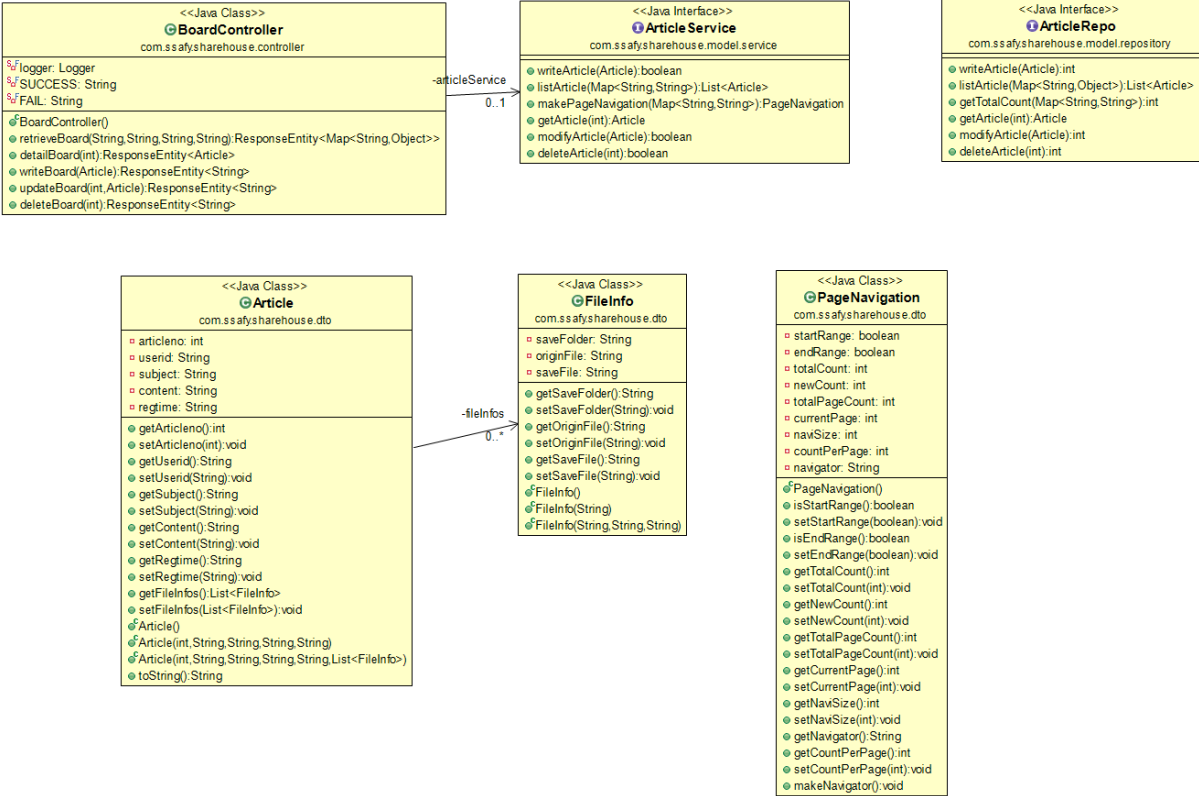 <<Java Class>>
BoardController
com.ssafy.sharehouse.controller
logger: Logger
SUCCESS: String
FAIL: String
BoardController()
retrieveBoard(String,String,String,String):ResponseEntity<Map<String,Object>>
detailBoard(int):ResponseEntity<Article>
writeBoard(Article):ResponseEntity<String>
updateBoard(int,Article):ResponseEntity<String>
deleteBoard(int):ResponseEntity<String>
-articleService
0..1
<<Java Interface>>
ArticleService
com.ssafy.sharehouse.model.service
writeArticle(Article):boolean
listArticle(Map<String,String>):List<Article>
makePageNavigation(Map<String,String>):PageNavigation
getArticle(int):Article
modifyArticle(Article):boolean
deleteArticle(int):boolean
<<Java Interface>>
ArticleRepo
com.ssafy.sharehouse.model.repository
writeArticle(Article):int
listArticle(Map<String,Object>):List<Article>
getTotalCount(Map<String,String>):int
getArticle(int):Article
modifyArticle(Article):int
deleteArticle(int):int
<<Java Class>>
Article
com.ssafy.sharehouse.dto
articleno: int
userid: String
subject: String
content: String
regtime: String
getArticleno():int
setArticleno(int):void
getUserid():String
setUserid(String):void
getSubject():String
setSubject(String):void
getContent():String
setContent(String):void
getRegtime():String
setRegtime(String):void
getFileInfos():List<FileInfo>
setFileInfos(List<FileInfo>):void
Article()
Article(int,String,String,String,String)
Article(int,String,String,String,String,List<FileInfo>)
toString():String
-fileInfos
0..*
<<Java Class>>
FileInfo
com.ssafy.sharehouse.dto
saveFolder: String
originFile: String
saveFile: String
getSaveFolder():String
setSaveFolder(String):void
getOriginFile():String
setOriginFile(String):void
getSaveFile():String
setSaveFile(String):void
FileInfo()
FileInfo(String)
FileInfo(String,String,String)
<<Java Class>>
PageNavigation
com.ssafy.sharehouse.dto
startRange: boolean
endRange: boolean
totalCount: int
newCount: int
totalPageCount: int
currentPage: int
naviSize: int
countPerPage: int
navigator: String
PageNavigation()
isStartRange():boolean
setStartRange(boolean):void
isEndRange():boolean
setEndRange(boolean):void
getTotalCount():int
setTotalCount(int):void
getNewCount():int
setNewCount(int):void
getTotalPageCount():int
setTotalPageCount(int):void
getCurrentPage():int
setCurrentPage(int):void
getNaviSize():int
setNaviSize(int):void
getNavigator():String
getCountPerPage():int
setCountPerPage(int):void
makeNavigator():void